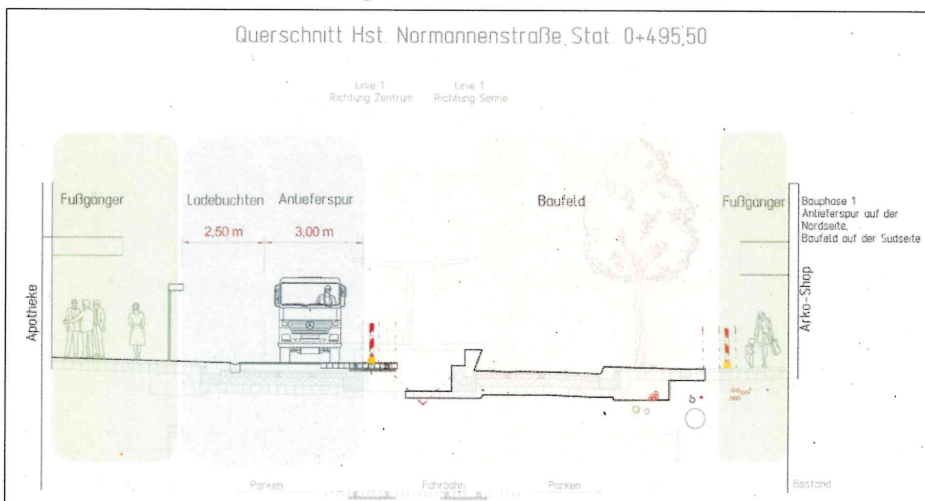 Querschnitt Hst. Normannenstraße, Stat. 0+495,50
Linie 1
Richtung Zentrum
Linie 1
Richtung Senne
Fußgänger
Ladebuchten
Anlieferspur
Baufeld
Fußgänger
2,50 m
3,00 m
Bauphase 1
Anlieferspur auf der
Nordseite,
Baufeld auf der Südseite
Apotheke
Arko-Shop
Parken
Fahrbahn
Parken
Bestand